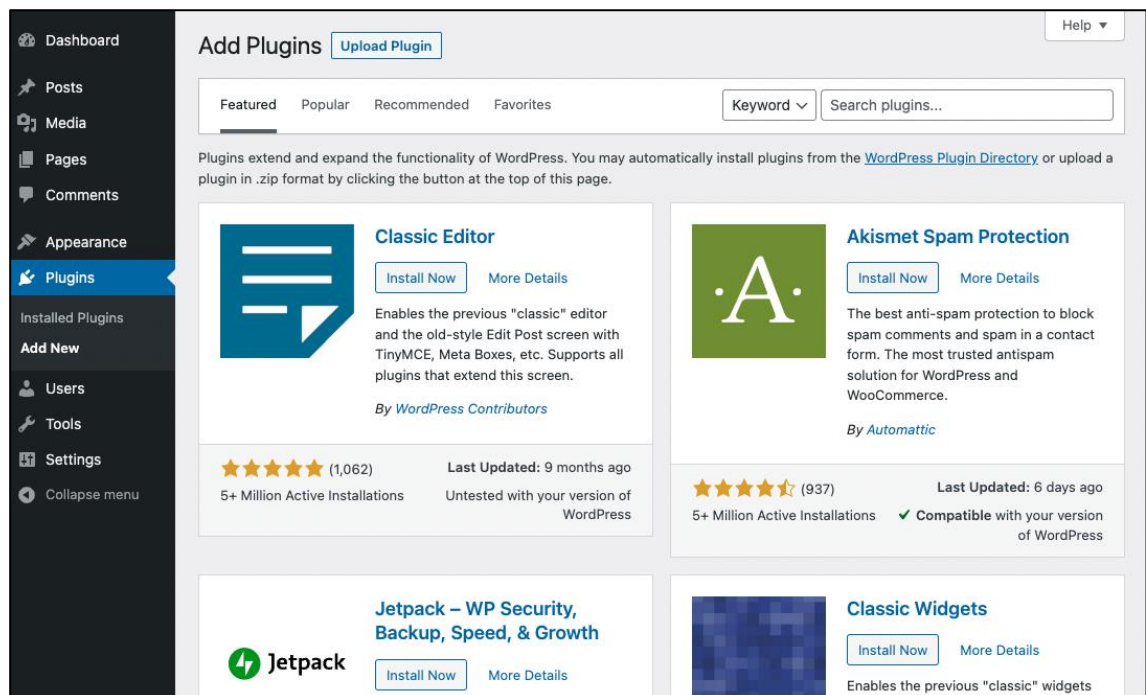 Dashboard
Posts
Media
Pages
Comments
Appearance
Plugins
Installed Plugins
Add New
Users
Tools
Settings
Collapse menu
Help
Add Plugins
Upload Plugin
Featured Popular Recommended Favorites
Keyword
Search plugins...
Plugins extend and expand the functionality of WordPress. You may automatically install plugins from the WordPress Plugin Directory or upload a
plugin in .zip format by clicking the button at the top of this page.
Classic Editor
Install Now More Details
Enables the previous "classic" editor
and the old-style Edit Post screen with
TinyMCE, Meta Boxes, etc. Supports all
plugins that extend this screen.
By WordPress Contributors
(1,062)
5+ Million Active Installations
Last Updated: 9 months ago
Untested with your version of
WordPress
A
Akismet Spam Protection
Install Now More Details
The best anti-spam protection to block
spam comments and spam in a contact
form. The most trusted antispam
solution for WordPress and
WooCommerce.
By Automattic
(937)
5+ Million Active Installations
Last Updated: 6 days ago
Compatible with your version
of WordPress
Jetpack
Jetpack – WP Security,
Backup, Speed, & Growth
Install Now More Details
Classic Widgets
Install Now More Details
Enables the previous "classic" widgets